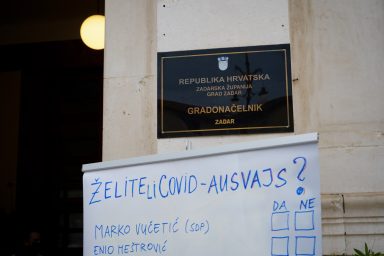 REPUBLIKA HRVATSKA
ZADARSKA ŽUPANIJA
GRAD ZADAR
GRADONAČELNIK
ZADAR
ŽELITE LI COVID-AUSVAJS?
DA NE
MARKO VUČETIĆ (SDP)
ENIO MEŠTROVIĆ